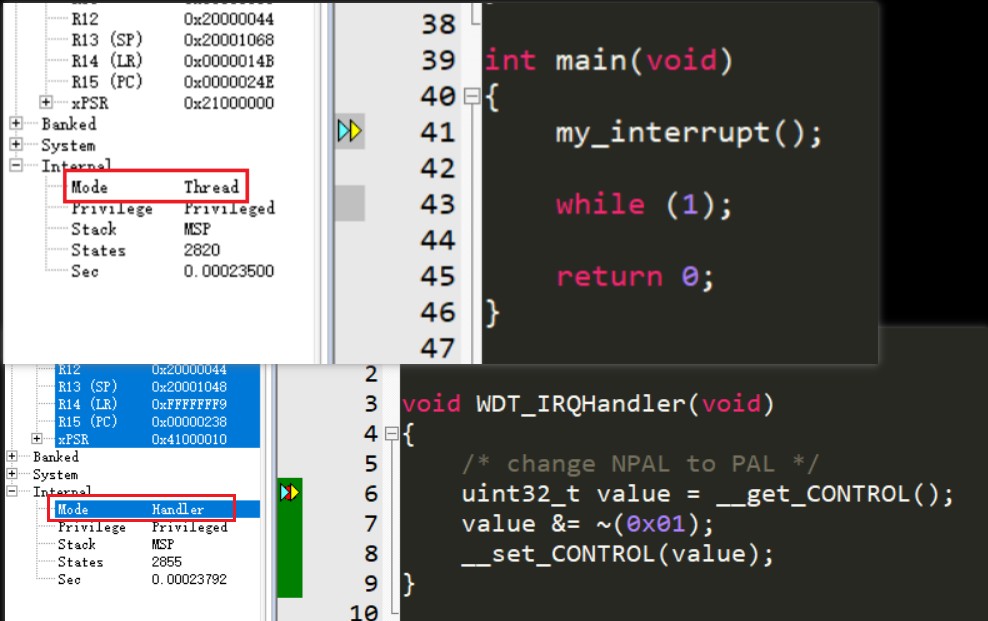 R12 0x20000044
R13 (SP) 0x20001068
R14 (LR) 0x0000014B
R15 (PC) 0x0000024E
xPSR 0x21000000
Banked
System
Internal
Mode Thread
Privilege Privileged
Stack MSP
States 2820
Sec 0.00023500
38
39 int main(void)
40 {
41 my_interrupt();
42
43 while (1);
44
45 return 0;
46 }
47
R12 0x20000044
R13 (SP) 0x20001048
R14 (LR) 0xFFFFFFF9
R15 (PC) 0x00000238
xPSR 0x41000010
Banked
System
Internal
Mode Handler
Privilege Privileged
Stack MSP
States 2855
Sec 0.00023792
2
3 void WDT_IRQHandler(void)
4 {
5 /* change NPAL to PAL */
6 uint32_t value = __get_CONTROL();
7 value &= ~(0x01);
8 __set_CONTROL(value);
9 }
10